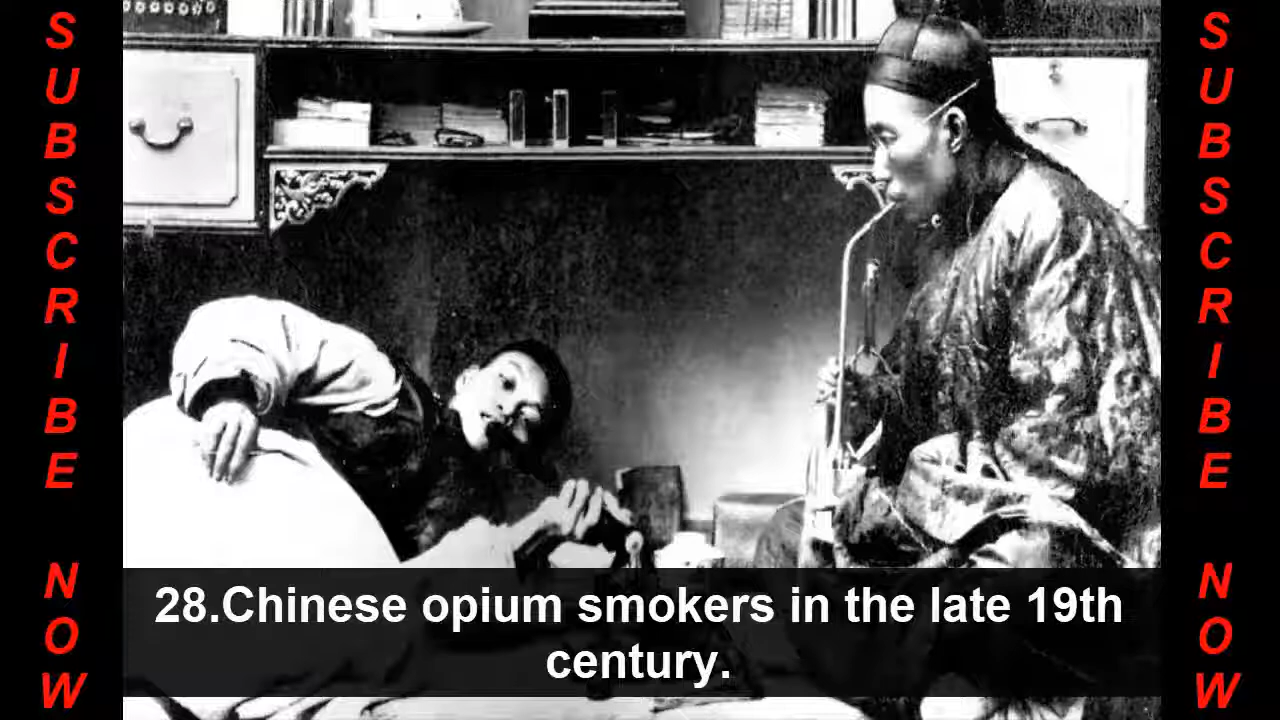 SUBSCRIBE NOW
28.Chinese opium smokers in the late 19th
century.
SUBSCRIBE NOW